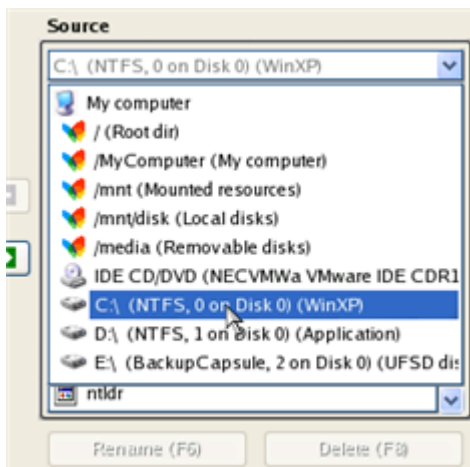 Source
C:\ (NTFS, 0 on Disk 0) (WinXP)
My computer
/ (Root dir)
/MyComputer (My computer)
/mnt (Mounted resources)
/mnt/disk (Local disks)
/media (Removable disks)
IDE CD/DVD (NECVMWa VMware IDE CDR1
C:\ (NTFS, 0 on Disk 0) (WinXP)
D:\ (NTFS, 1 on Disk 0) (Application)
E:\ (BackupCapsule, 2 on Disk 0) (UFSD dis
ntldr
Rename (F6) Delete (F8)